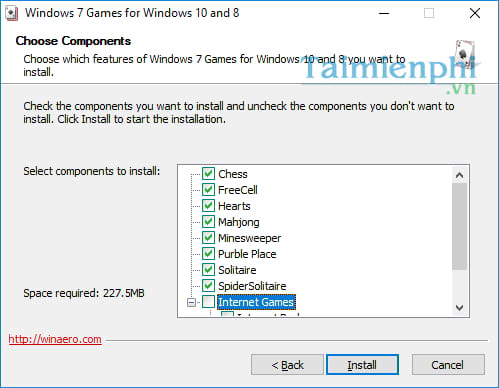 Windows 7 Games for Windows 10 and 8
Choose Components
Choose which features of Windows 7 Games for Windows 10 and 8 you want to
install.
Taimienphi
.vn
Check the components you want to install and uncheck the components you don't want to
install. Click Install to start the installation.
Select components to install:
Chess
FreeCell
Hearts
Mahjong
Minesweeper
Purble Place
Solitaire
SpiderSolitaire
Internet Games
Space required: 227.5MB
http://winaero.com
< Back
Install
Cancel